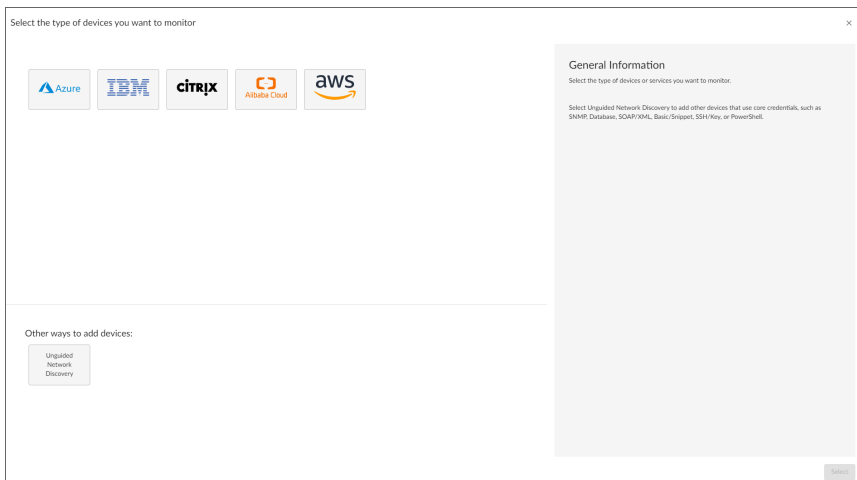 Select the type of devices you want to monitor
×
Azure
IBM
CİTRIX
Alibaba Cloud
aws
General Information
Select the type of devices or services you want to monitor.
Select Unguided Network Discovery to add other devices that use core credentials, such as
SNMP, Database, SOAP/XML, Basic/Snippet, SSH/Key, or PowerShell.
Other ways to add devices:
Unguided
Network
Discovery
Select